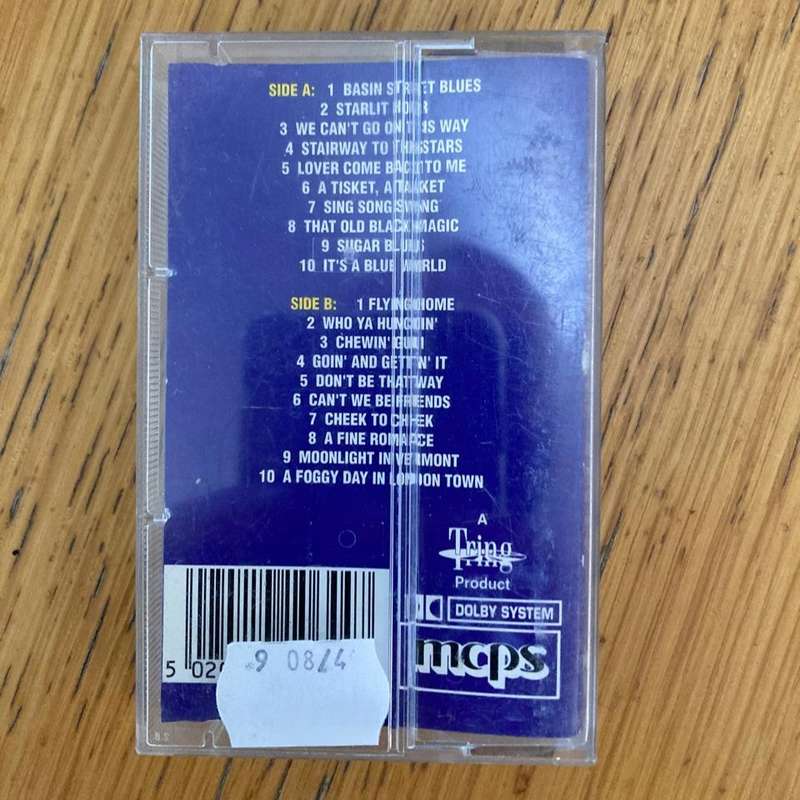 SIDE A: 1 BASIN STREET BLUES
2 STARLIT HOUR
3 WE CAN'T GO ON THIS WAY
4 STAIRWAY TO THE STARS
5 LOVER COME BACK TO ME
6 A TISKET, A TASKET
7 SING SONG SWING
8 THAT OLD BLACK MAGIC
9 SUGAR BLUES
10 IT'S A BLUE WORLD
SIDE B: 1 FLYING HOME
2 WHO YA HUNCHIN'
3 CHEWIN' GUM
4 GOIN' AND GETTIN' IT
5 DON'T BE THAT WAY
6 CAN'T WE BE FRIENDS
7 CHEEK TO CHEEK
8 A FINE ROMANCE
9 MOONLIGHT IN VERMONT
10 A FOGGY DAY IN LONDON TOWN
A
Tring
Product
DOLBY SYSTEM
mcps
5 02